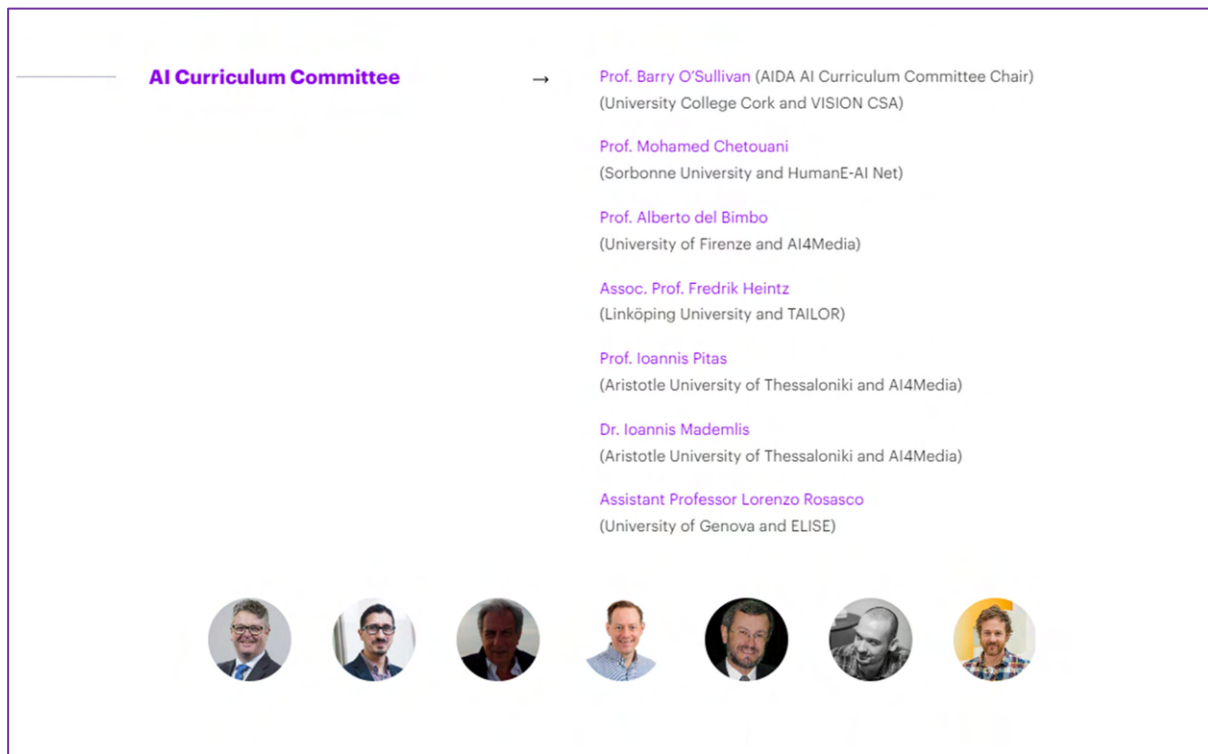 AI Curriculum Committee
→
Prof. Barry O’Sullivan (AIDA AI Curriculum Committee Chair)
(University College Cork and VISION CSA)
Prof. Mohamed Chetouani
(Sorbonne University and HumanE-AI Net)
Prof. Alberto del Bimbo
(University of Firenze and AI4Media)
Assoc. Prof. Fredrik Heintz
(Linköping University and TAILOR)
Prof. Ioannis Pitas
(Aristotle University of Thessaloniki and AI4Media)
Dr. Ioannis Mademlis
(Aristotle University of Thessaloniki and AI4Media)
Assistant Professor Lorenzo Rosasco
(University of Genova and ELISE)